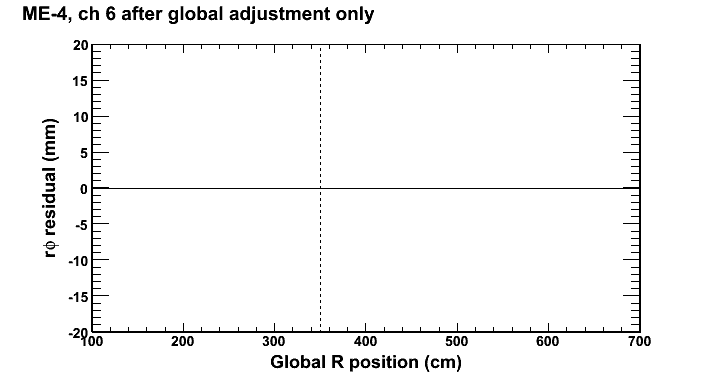 ME-4, ch 6 after global adjustment only
20
15
10
5
0
-5
-10
-15
-20
rϕ residual (mm)
100 200 300 400 500 600 700
Global R position (cm)